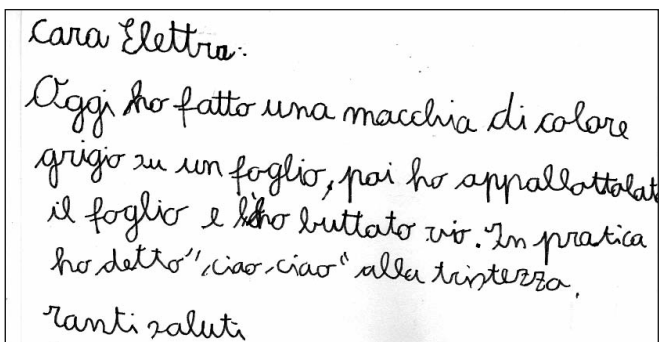 Cara Elettra.
Oggi ho fatto una macchia di colore
grigio su un foglio, poi ho appallottolat
il foglio e l'ho buttato via. In pratica
ho detto "ciao, ciao" alla tristezza.
Tanti saluti